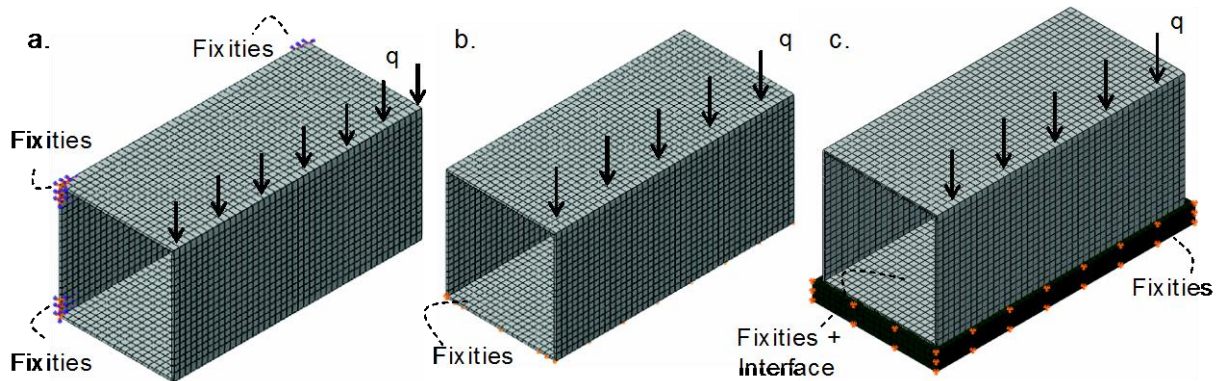 a.
Fixities
q
Fixities
Fixities
b.
q
Fixities
c.
q
Fixities
Fixities +
Interface